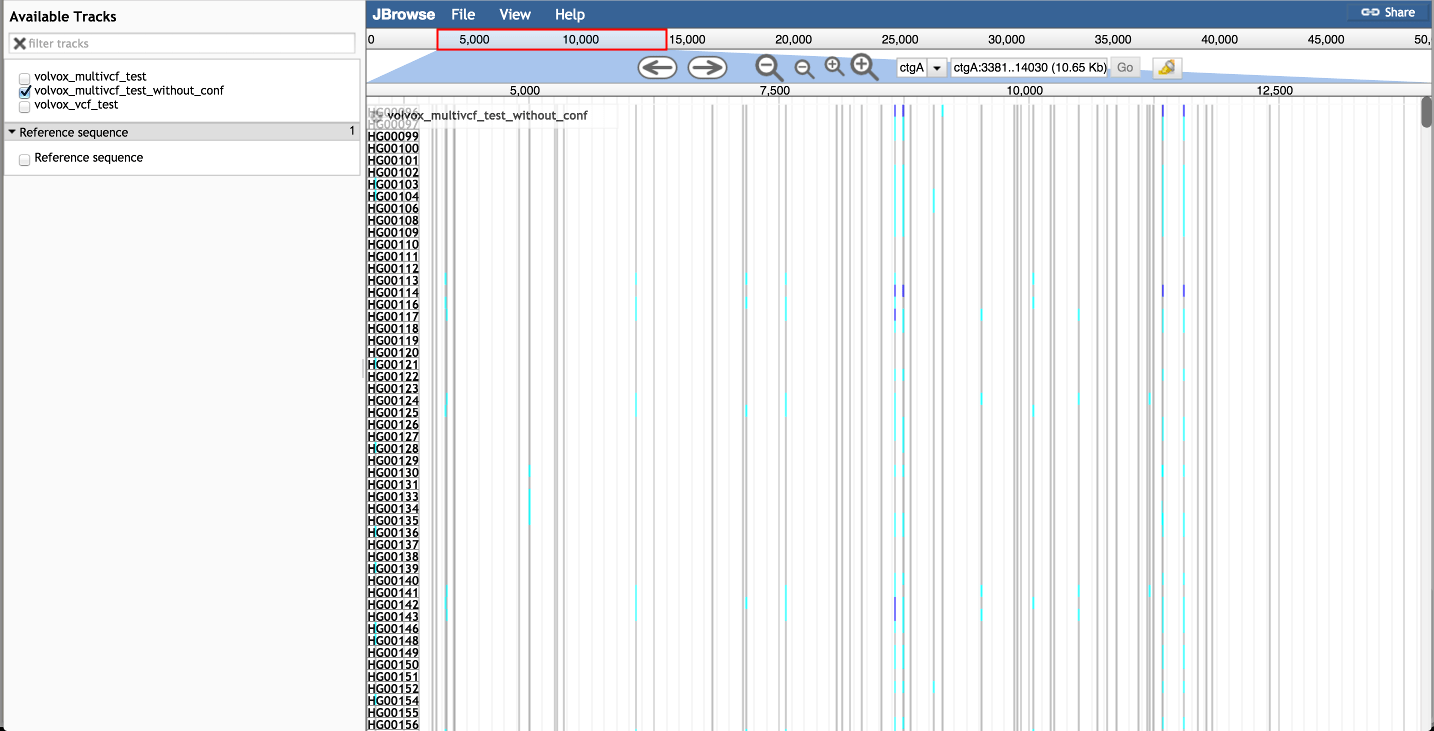 Available Tracks
filter tracks
volvox_multivcf_test
volvox_multivcf_test_without_conf
volvox_vcf_test
Reference sequence 1
Reference sequence
JBrowse File View Help Share
0 5,000 10,000 15,000 20,000 25,000 30,000 35,000 40,000 45,000 50,
ctgA ctgA:3381..14030 (10.65 Kb) Go
5,000 7,500 10,000 12,500
HG00096
volvox_multivcf_test_without_conf
HG00097
HG00099
HG00100
HG00101
HG00102
HG00103
HG00104
HG00106
HG00108
HG00109
HG00110
HG00111
HG00112
HG00113
HG00114
HG00116
HG00117
HG00118
HG00119
HG00120
HG00121
HG00122
HG00123
HG00124
HG00125
HG00126
HG00127
HG00128
HG00129
HG00130
HG00131
HG00133
HG00134
HG00135
HG00136
HG00137
HG00138
HG00139
HG00140
HG00141
HG00142
HG00143
HG00146
HG00148
HG00149
HG00150
HG00151
HG00152
HG00154
HG00155
HG00156